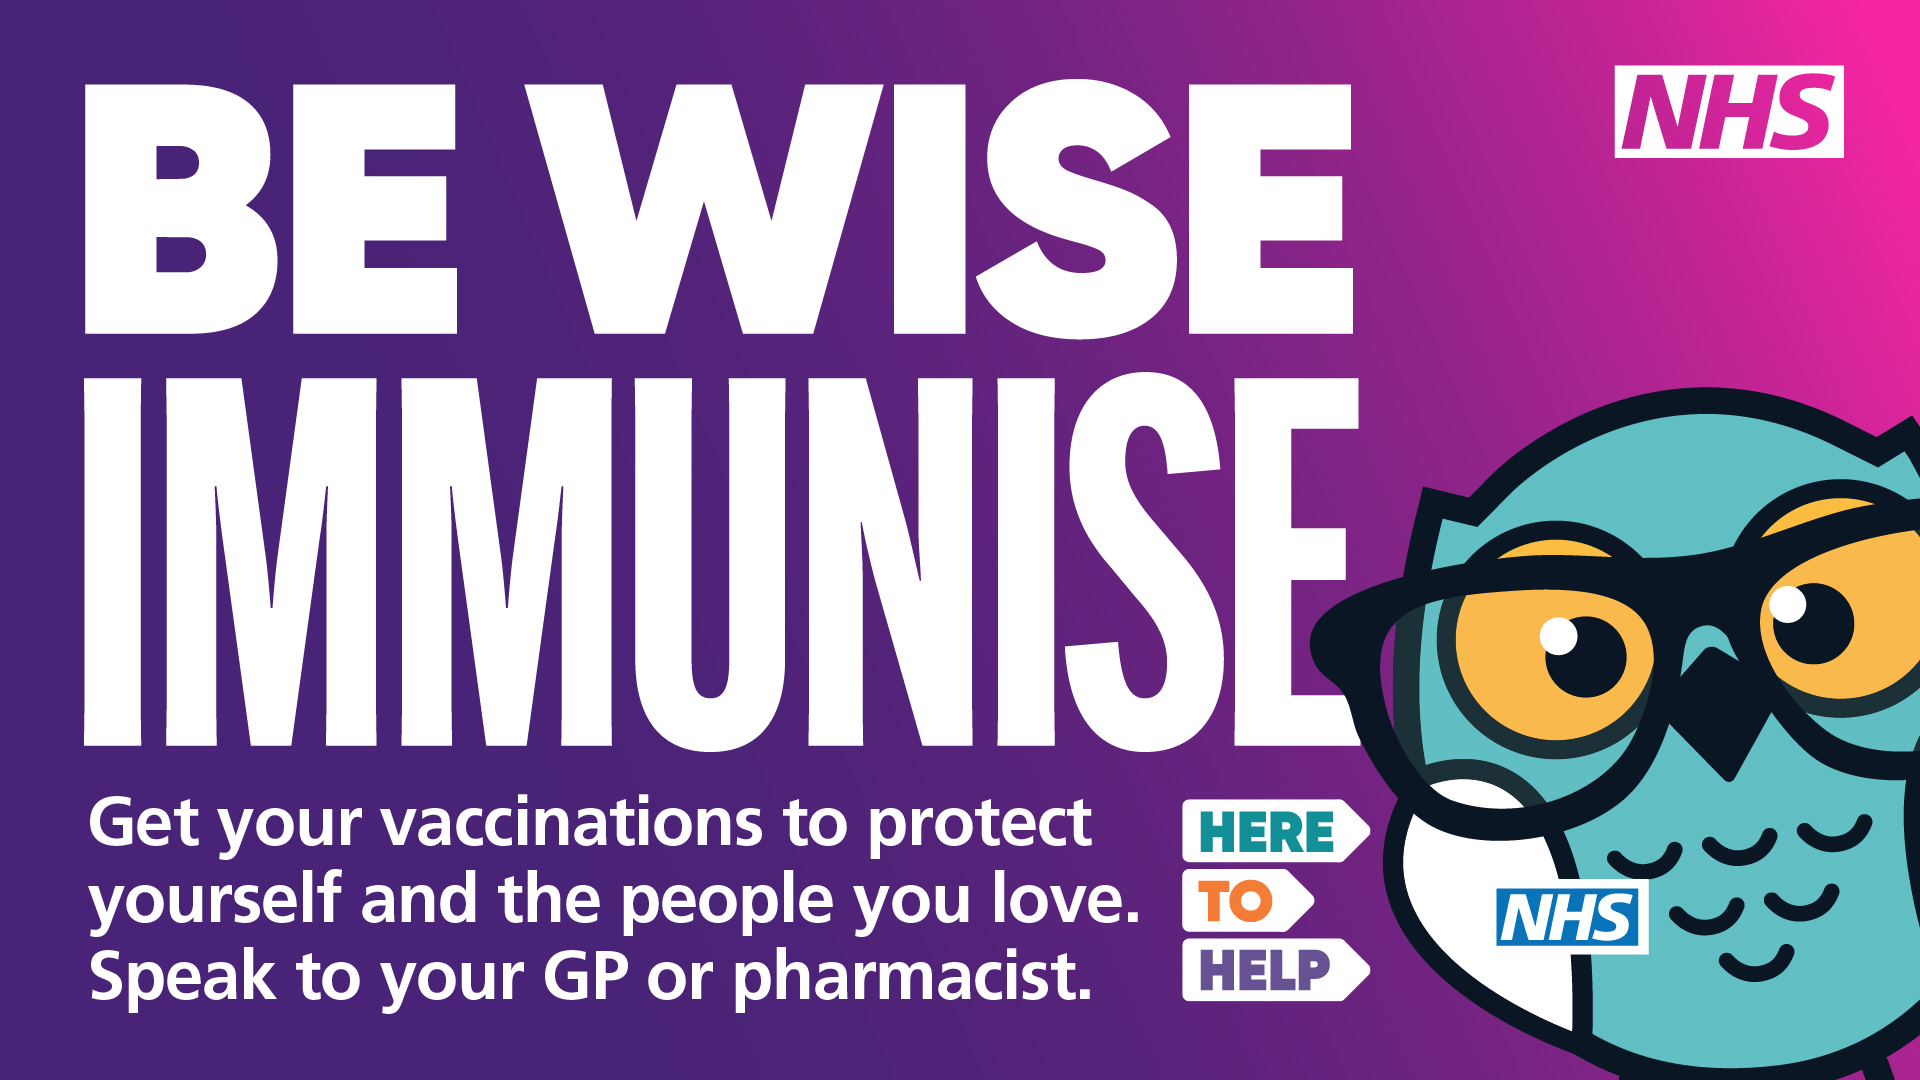 BE WISE
IMMUNISE
NHS
Get your vaccinations to protect
yourself and the people you love.
Speak to your GP or pharmacist.
HERE
TO
HELP
NHS